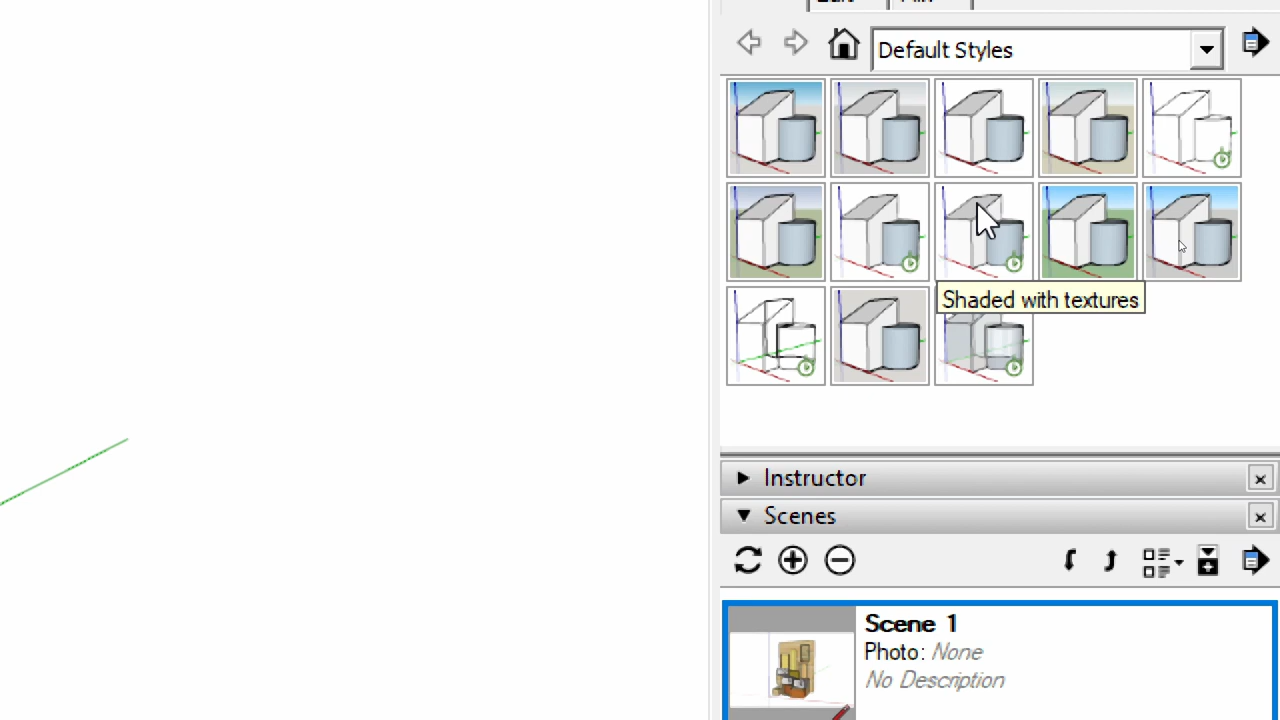 Default Styles
Shaded with textures
Instructor
Scenes
Scene 1
Photo: None
No Description